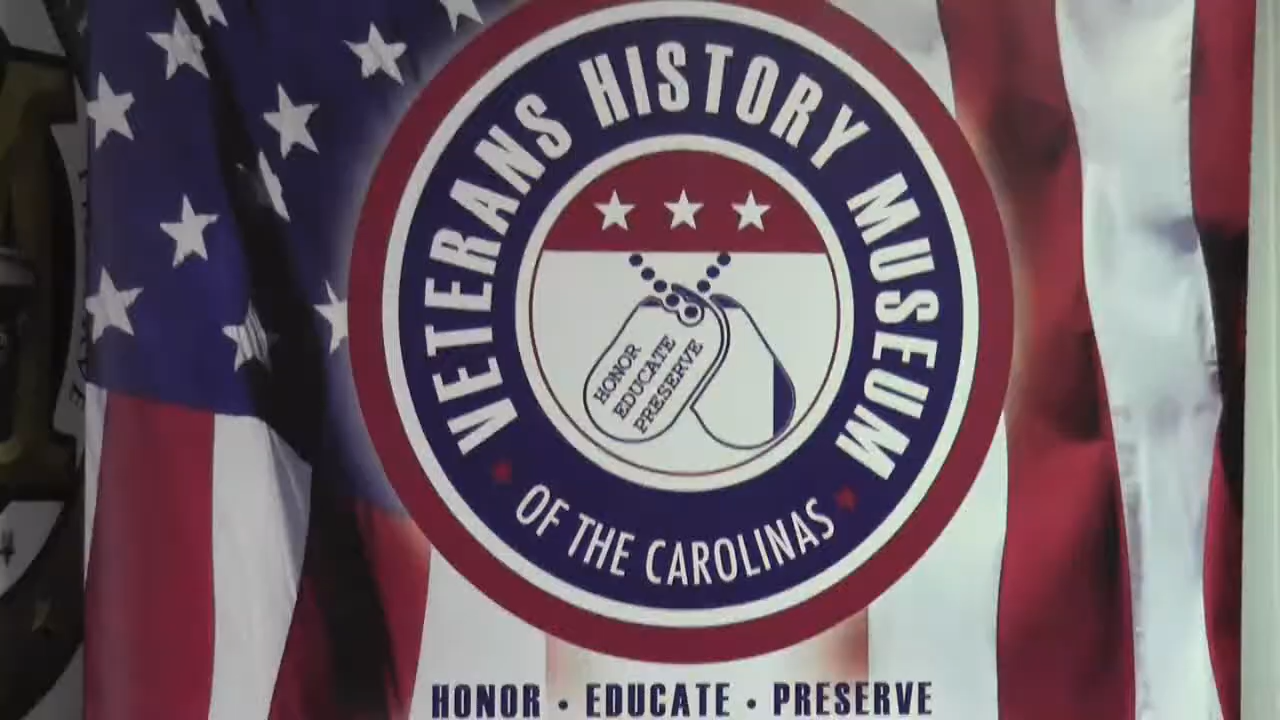 VETERANS HISTORY MUSEUM
OF THE CAROLINAS
HONOR
EDUCATE
PRESERVE
HONOR • EDUCATE • PRESERVE